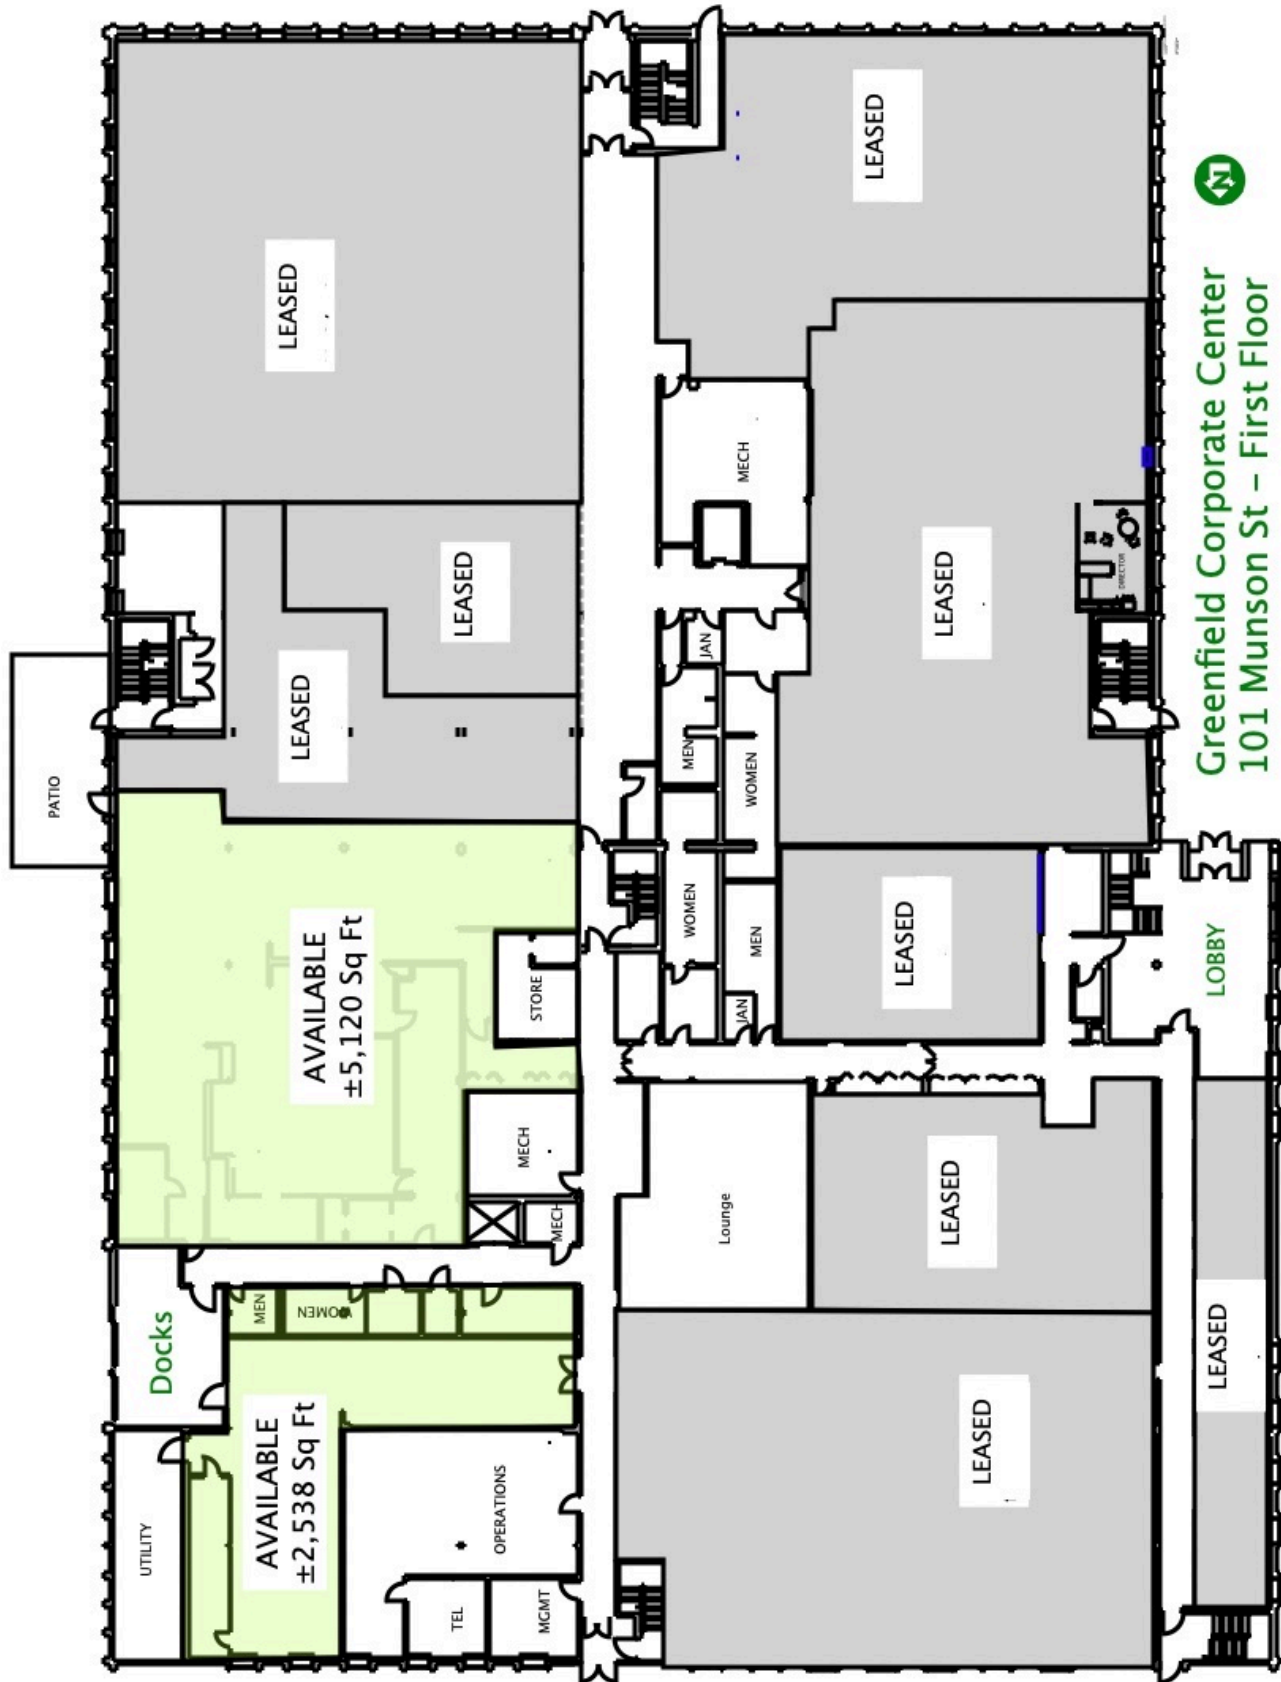 PATIO
UTILITY
Docks
MEN
AVAILABLE
±2,538 Sq Ft
WOMEN
AVAILABLE
±5,120 Sq Ft
LEASED
LEASED
LEASED
TEL
OPERATIONS
MGMT
MECH
MECH
STORE
MEN
WOMEN
JAN
Lounge
JAN
MEN
WOMEN
MECH
LEASED
LEASED
LEASED
LEASED
LEASED
DIRECTOR
LEASED
LOBBY
N
Greenfield Corporate Center
101 Munson St – First Floor